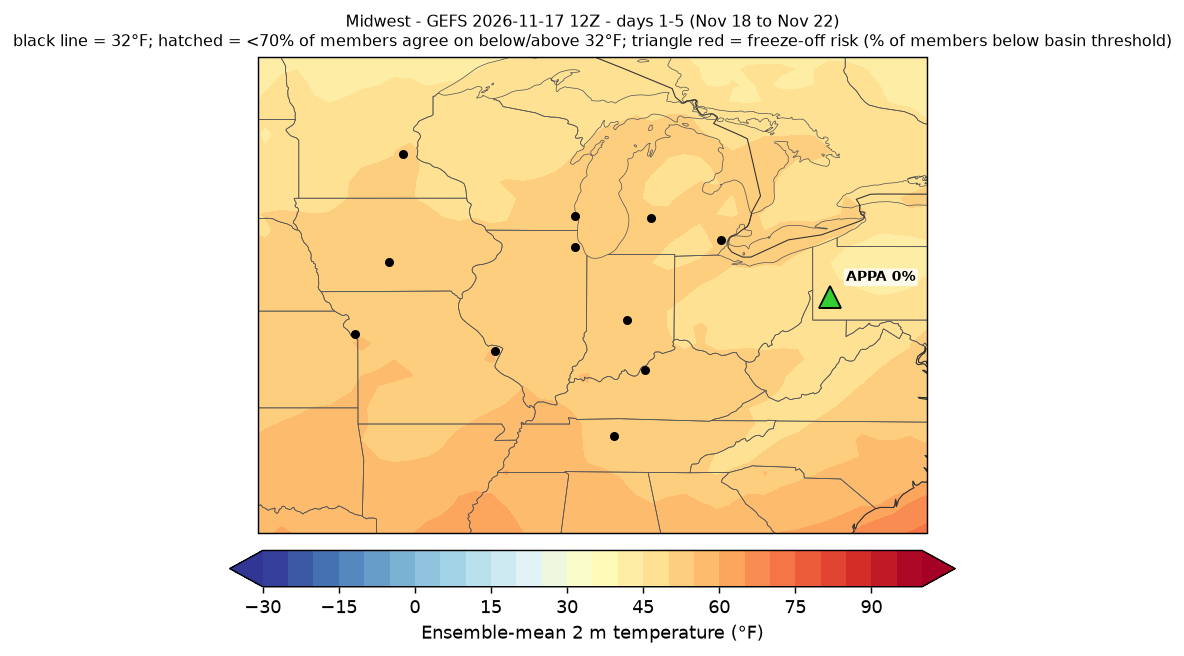 Midwest - GEFS 2026-11-17 12Z - days 1-5 (Nov 18 to Nov 22)
black line = 32°F; hatched = <70% of members agree on below/above 32°F; triangle red = freeze-off risk (% of members below basin threshold)
APPA 0%
−30 −15 0 15 30 45 60 75 90
Ensemble-mean 2 m temperature (°F)